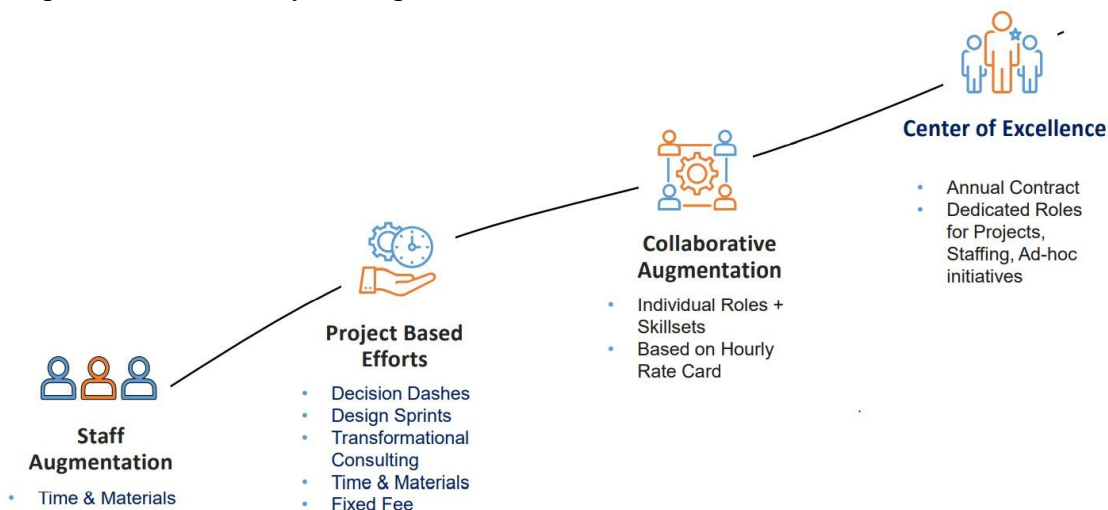 Center of Excellence
• Annual Contract
• Dedicated Roles
for Projects,
Staffing, Ad-hoc
initiatives
Collaborative
Augmentation
• Individual Roles +
Skillsets
• Based on Hourly
Rate Card
Project Based
Efforts
• Decision Dashes
• Design Sprints
• Transformational
Consulting
• Time & Materials
• Fixed Fee
Staff
Augmentation
• Time & Materials